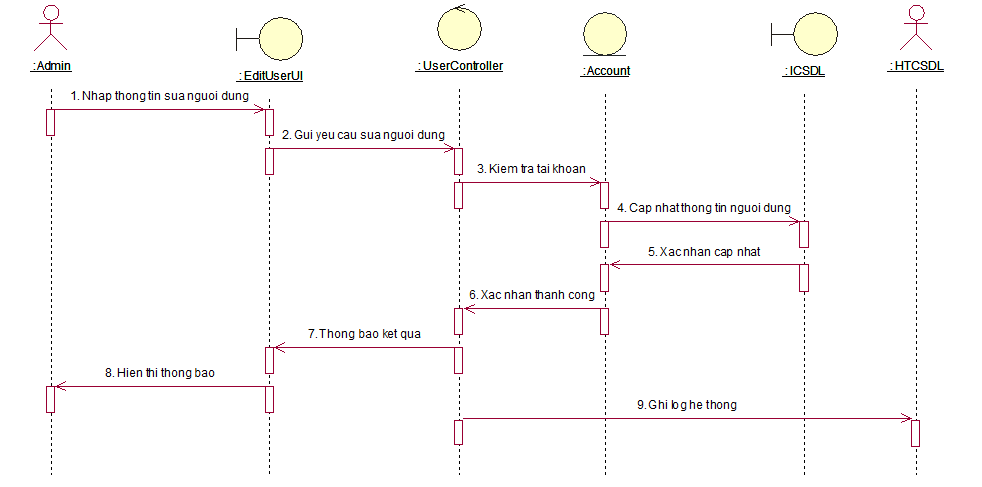 :Admin
:EditUserUI
:UserController
:Account
:ICSDL
:HTCSDL
1. Nhap thong tin sua nguoi dung
2. Gui yeu cau sua nguoi dung
3. Kiem tra tai khoan
4. Cap nhat thong tin nguoi dung
5. Xac nhan cap nhat
6. Xac nhan thanh cong
7. Thong bao ket qua
8. Hien thi thong bao
9. Ghi log he thong